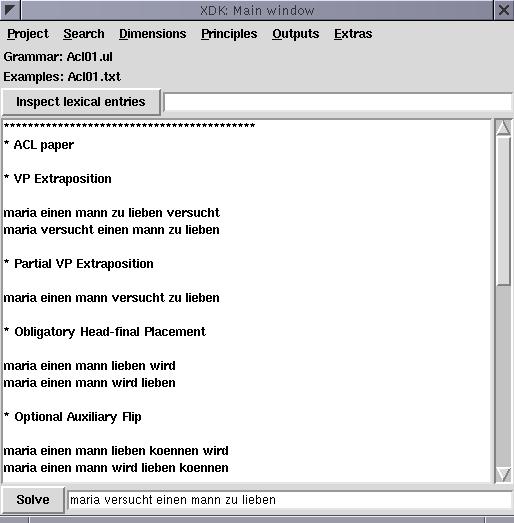 XDK: Main window
Project Search Dimensions Principles Outputs Extras
Grammar: Acl01.ul
Examples: Acl01.txt
Inspect lexical entries
******************************************
* ACL paper
* VP Extraposition
maria einen mann zu lieben versucht
maria versucht einen mann zu lieben
* Partial VP Extraposition
maria einen mann versucht zu lieben
* Obligatory Head-final Placement
maria einen mann lieben wird
maria einen mann wird lieben
* Optional Auxiliary Flip
maria einen mann lieben koennen wird
maria einen mann wird lieben koennen
Solve maria versucht einen mann zu lieben